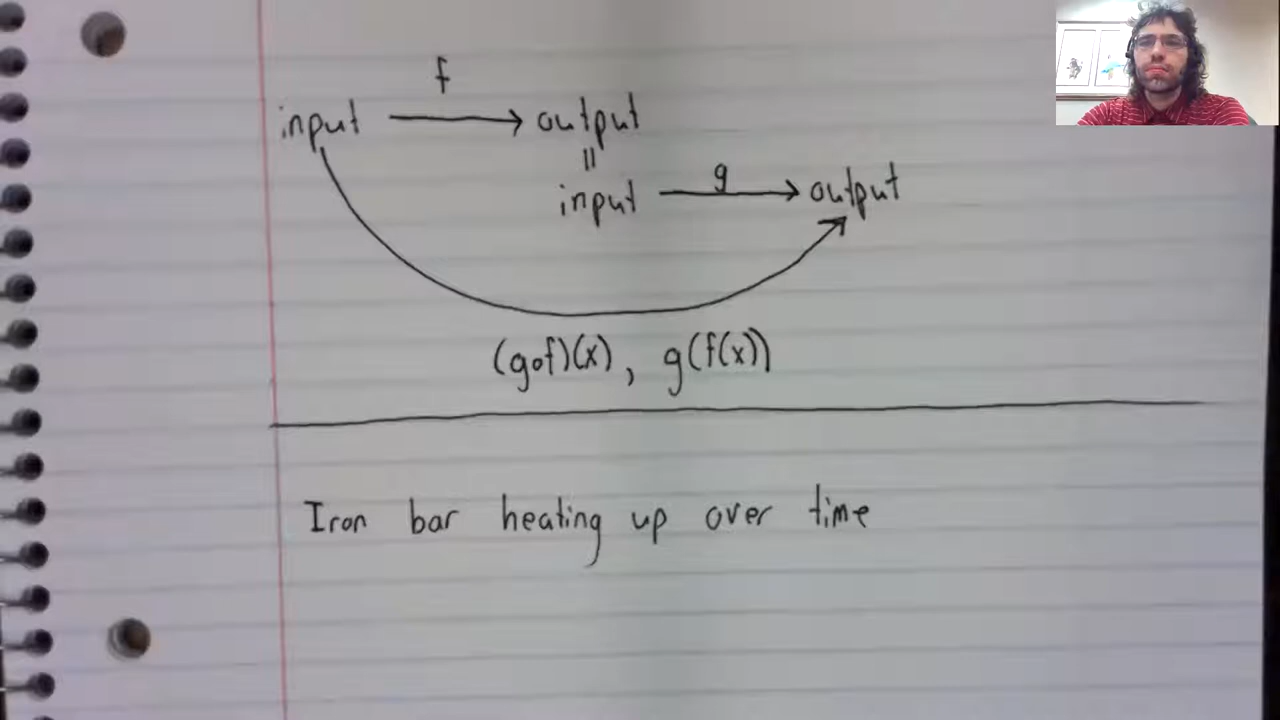 f
input → output
=
input → output
g
(g∘f)(x), g(f(x))
Iron bar heating up over time